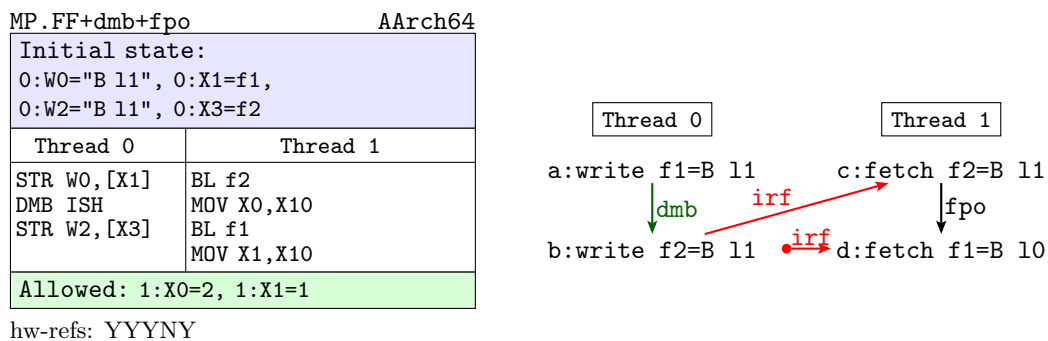 MP.FF+dmb+fpo AArch64
Initial state:
0:W0="B l1", 0:X1=f1,
0:W2="B l1", 0:X3=f2
Thread 0 Thread 1
STR W0,[X1] BL f2
DMB ISH MOV X0,X10
STR W2,[X3] BL f1
MOV X1,X10
Allowed: 1:X0=2, 1:X1=1
hw-refs: YYYNY
Thread 0 Thread 1
a:write f1=B l1 c:fetch f2=B l1
dmb irf fpo
b:write f2=B l1 irf d:fetch f1=B l0